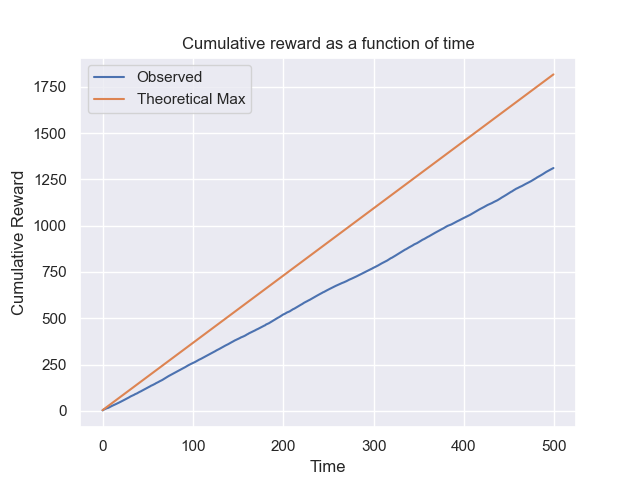 Cumulative reward as a function of time
Observed
Theoretical Max
1750
1500
1250
1000
750
500
250
0
Cumulative Reward
0 100 200 300 400 500
Time